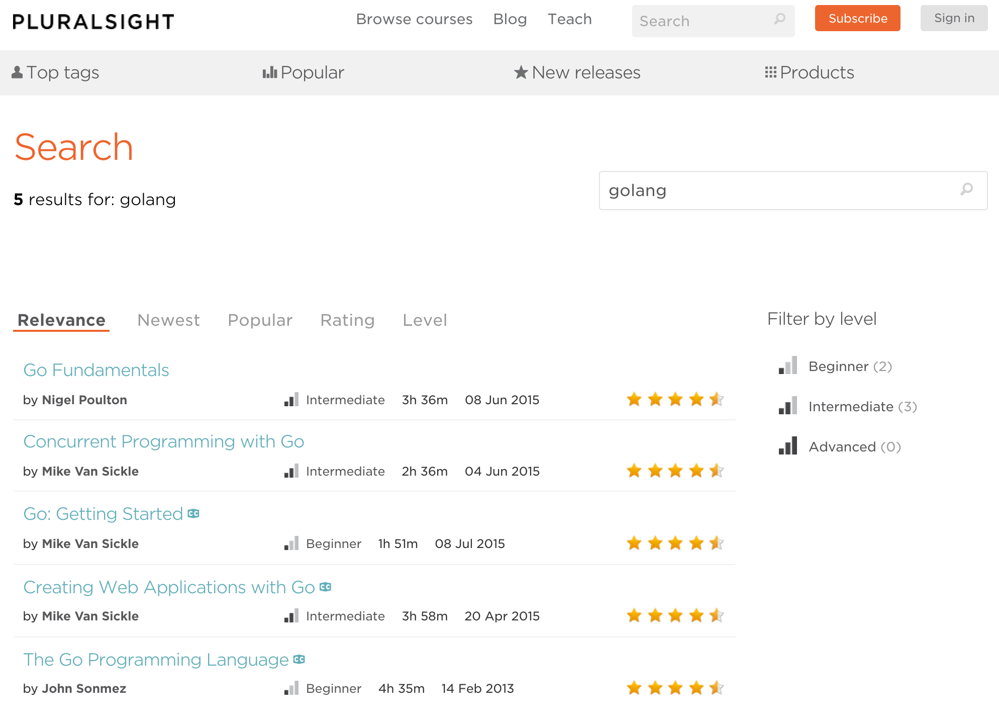 PLURALSIGHT
Browse courses Blog Teach Search Subscribe Sign in
Top tags Popular New releases Products
Search
5 results for: golang
golang
Relevance Newest Popular Rating Level
Filter by level
Go Fundamentals
by Nigel Poulton Intermediate 3h 36m 08 Jun 2015
Concurrent Programming with Go
by Mike Van Sickle Intermediate 2h 36m 04 Jun 2015
Go: Getting Started CC
by Mike Van Sickle Beginner 1h 51m 08 Jul 2015
Creating Web Applications with Go CC
by Mike Van Sickle Intermediate 3h 58m 20 Apr 2015
The Go Programming Language CC
by John Sonmez Beginner 4h 35m 14 Feb 2013
Beginner (2)
Intermediate (3)
Advanced (0)